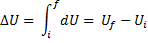 ΔU = ∫_i^f dU = U_f − U_i